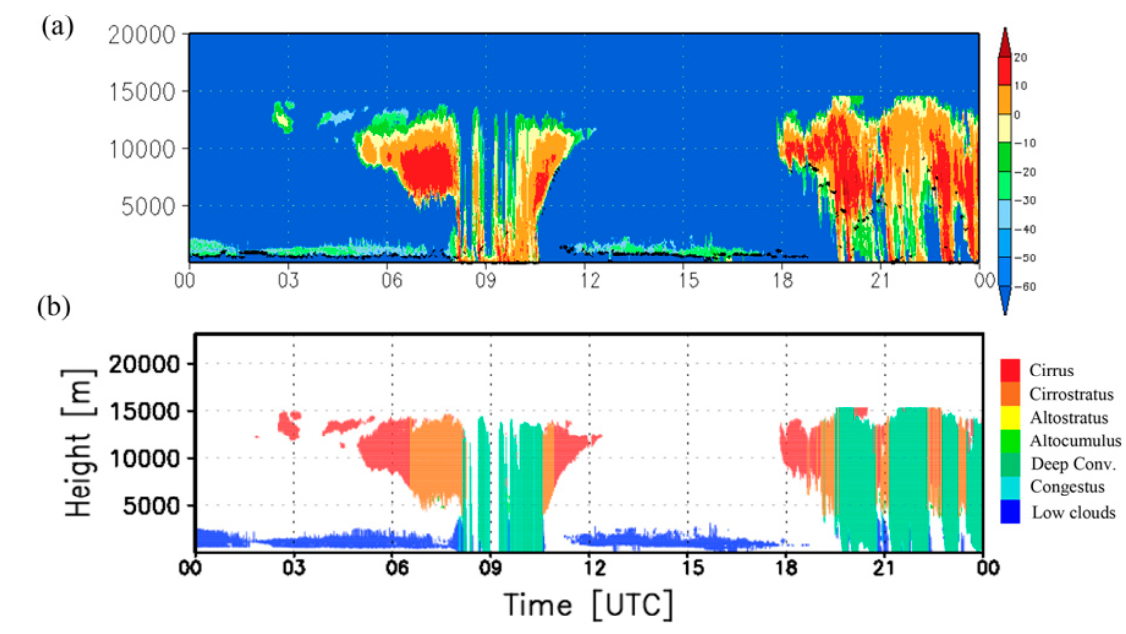 (a)
20000
15000
10000
5000
00 03 06 09 12 15 18 21 00
20
10
0
-10
-20
-30
-40
-50
-60
(b)
Height [m]
20000
15000
10000
5000
00 03 06 09 12 15 18 21 00
Time [UTC]
Cirrus
Cirrostratus
Altostratus
Altocumulus
Deep Conv.
Congestus
Low clouds